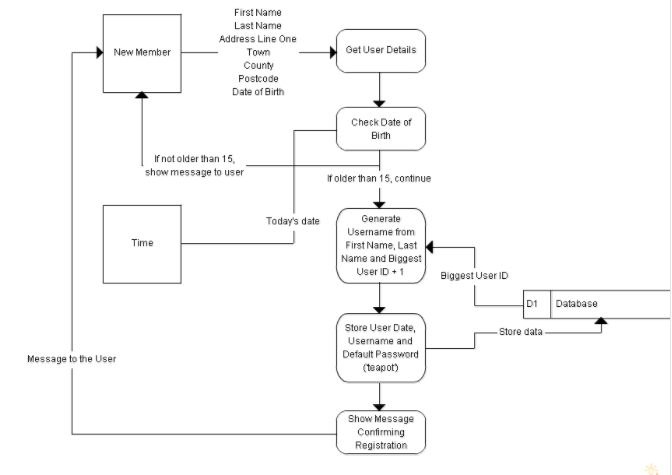 First Name
Last Name
Address Line One
Town
County
Postcode
Date of Birth
New Member
Get User Details
Check Date of
Birth
If not older than 15,
show message to user
If older than 15, continue
Today's date
Time
Generate
Username from
First Name, Last
Name and Biggest
User ID + 1
Biggest User ID
D1
Database
Store data
Store User Date,
Username and
Default Password
('teapot')
Message to the User
Show Message
Confirming
Registration